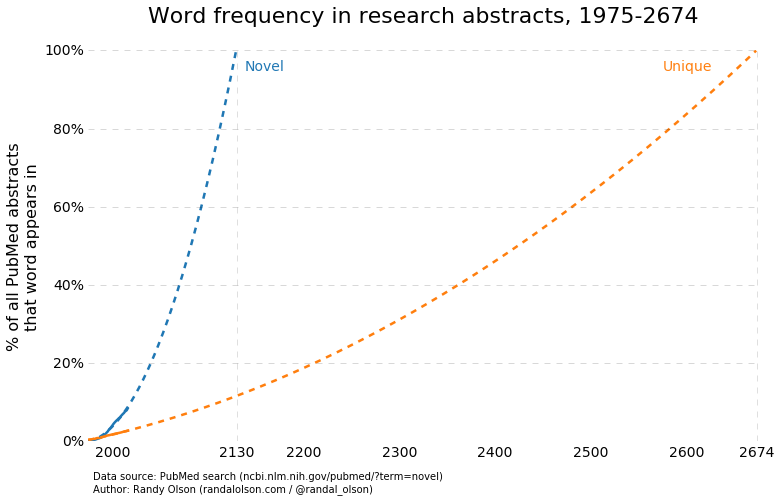 Word frequency in research abstracts, 1975-2674
100%
Novel
Unique
80%
% of all PubMed abstracts
that word appears in
60%
40%
20%
0%
2000
2130
2200
2300
2400
2500
2600
2674
Data source: PubMed search (ncbi.nlm.nih.gov/pubmed/?term=novel)
Author: Randy Olson (randalolson.com / @randal_olson)